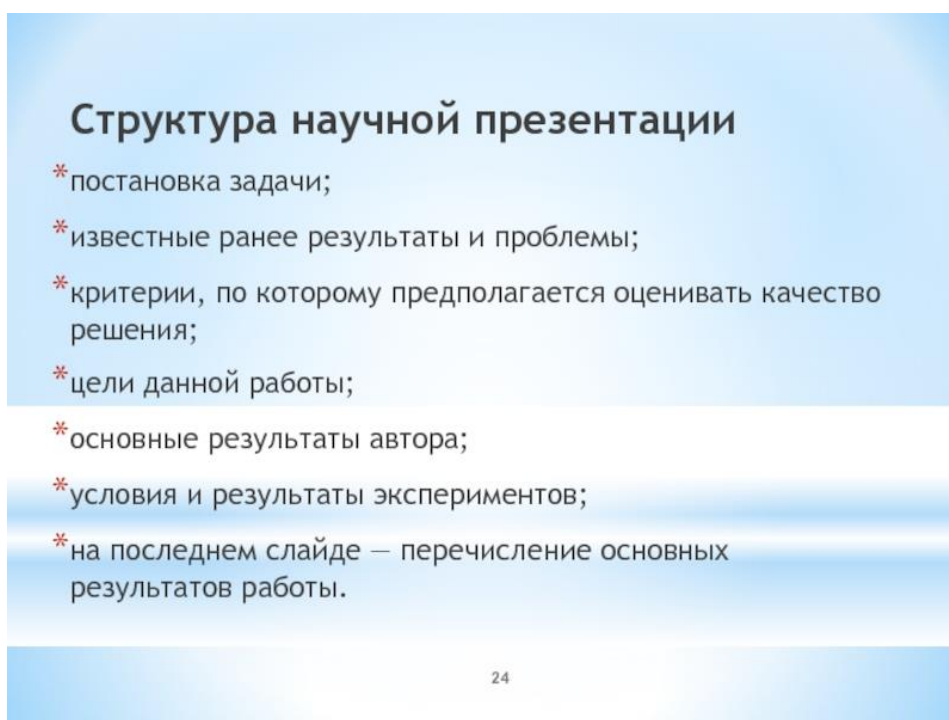 Структура научной презентации
*постановка задачи;
*известные ранее результаты и проблемы;
*критерии, по которому предполагается оценивать качество
решения;
*цели данной работы;
*основные результаты автора;
*условия и результаты экспериментов;
*на последнем слайде — перечисление основных
результатов работы.
24